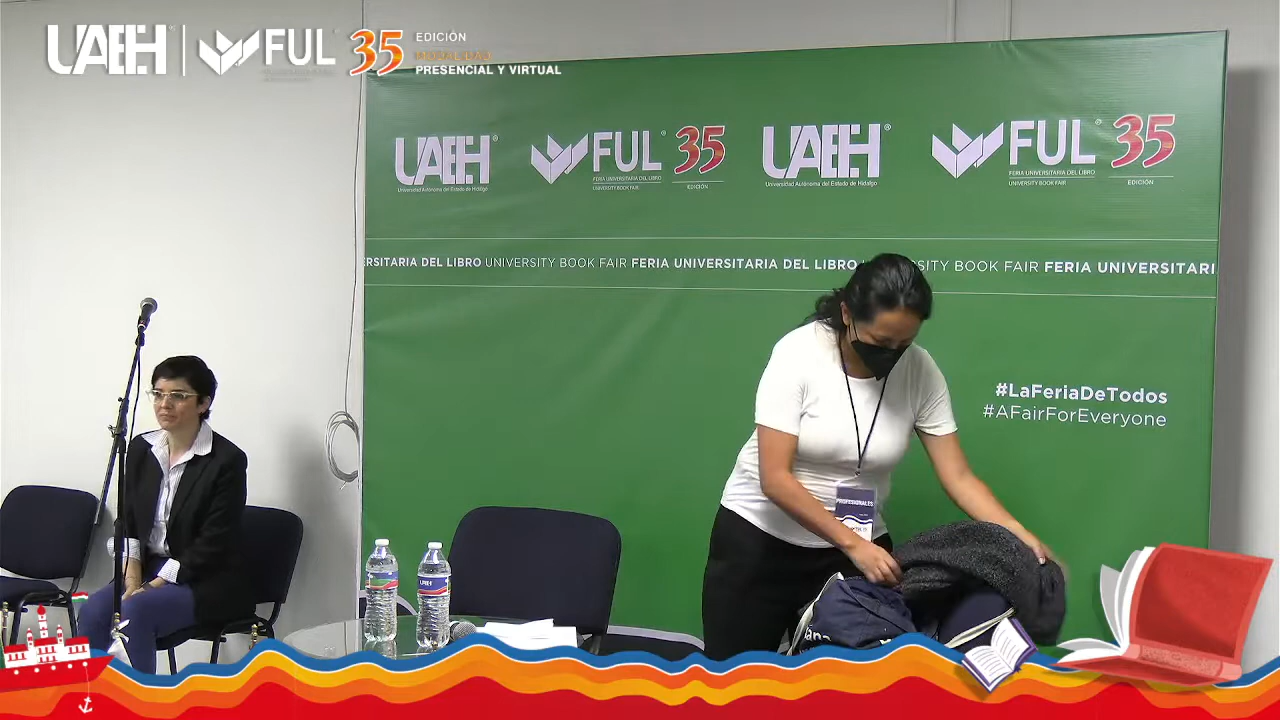 UAEH
FUL
35
EDICIÓN
MODALIDAD
PRESENCIAL Y VIRTUAL
UAEH
Universidad Autónoma del Estado de Hidalgo
FUL
FERIA UNIVERSITARIA DEL LIBRO
UNIVERSITY BOOK FAIR
35
EDICIÓN
UAEH
Universidad Autónoma del Estado de Hidalgo
FUL
FERIA UNIVERSITARIA DEL LIBRO
UNIVERSITY BOOK FAIR
35
EDICIÓN
ERSITARIA DEL LIBRO UNIVERSITY BOOK FAIR FERIA UNIVERSITARIA DEL LIBRO SITY BOOK FAIR FERIA UNIVERSITARI
#LaFeriaDeTodos
#AFairForEveryone
PROFESIONALES
UAEH